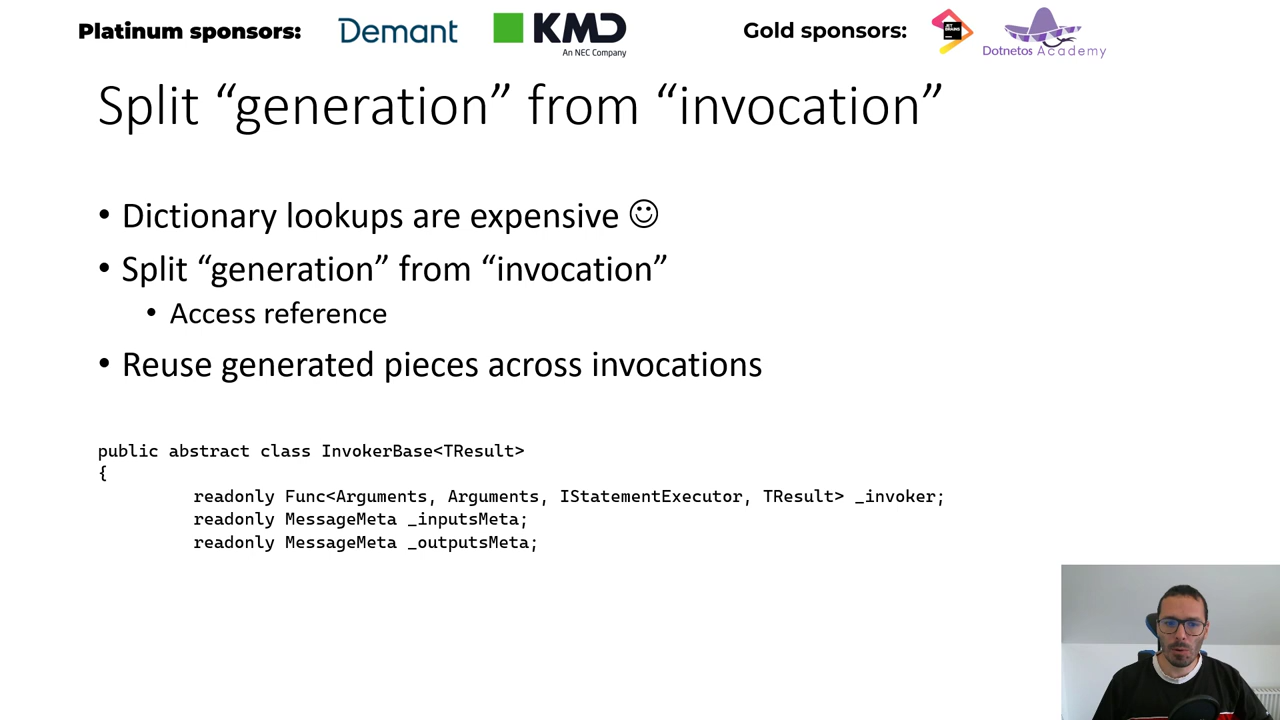 Platinum sponsors: Demant KMD Gold sponsors: JET BRAINS
An NEC Company Dotnetos Academy
Split “generation” from “invocation”
• Dictionary lookups are expensive ☺
• Split “generation” from “invocation”
• Access reference
• Reuse generated pieces across invocations
public abstract class InvokerBase<TResult>
{
readonly Func<Arguments, Arguments, IStatementExecutor, TResult> _invoker;
readonly MessageMeta _inputsMeta;
readonly MessageMeta _outputsMeta;